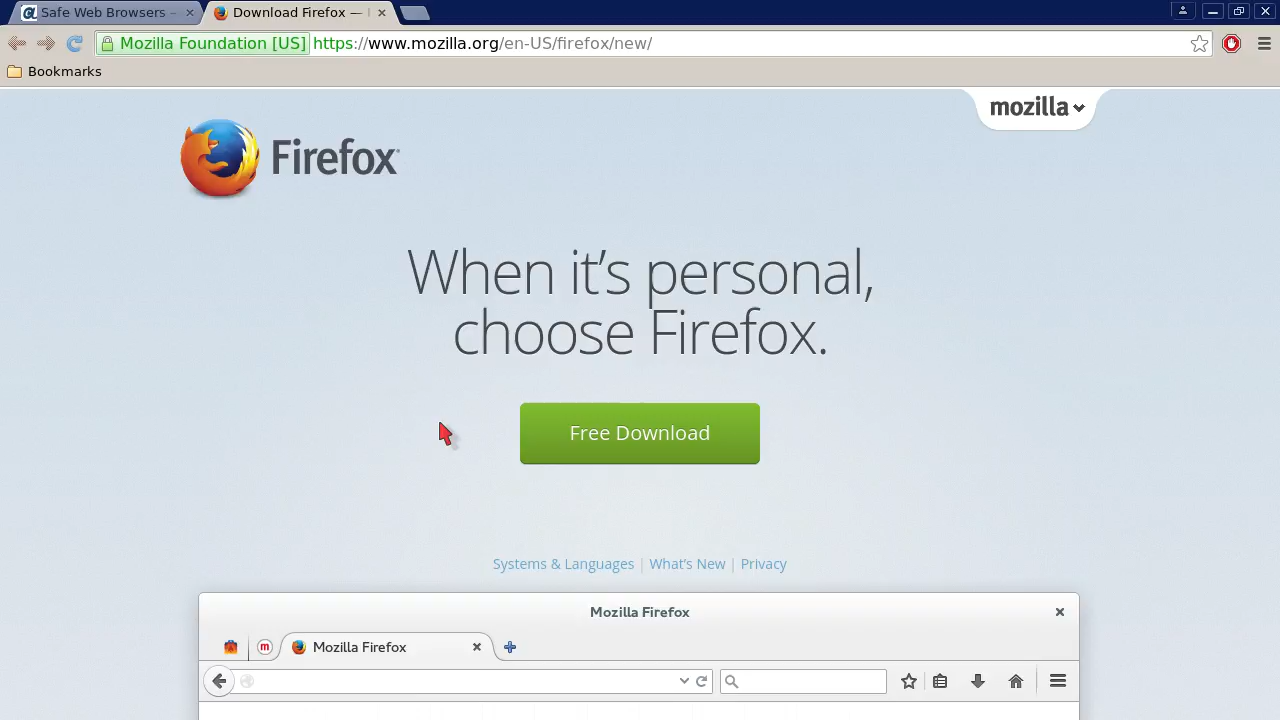 Safe Web Browsers –
Download Firefox —
Mozilla Foundation [US] https://www.mozilla.org/en-US/firefox/new/
Bookmarks
mozilla
Firefox
When it's personal,
choose Firefox.
Free Download
Systems & Languages | What's New | Privacy
Mozilla Firefox
m
Mozilla Firefox